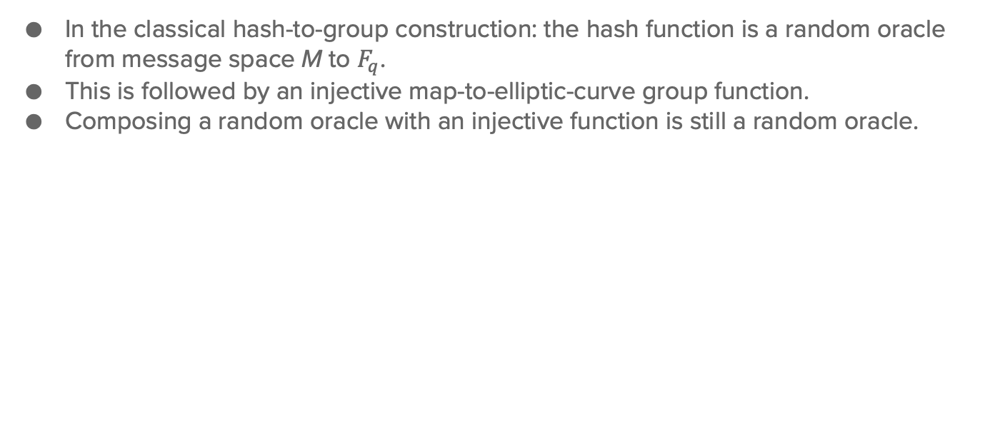 ● In the classical hash-to-group construction: the hash function is a random oracle
from message space M to F_q.
● This is followed by an injective map-to-elliptic-curve group function.
● Composing a random oracle with an injective function is still a random oracle.